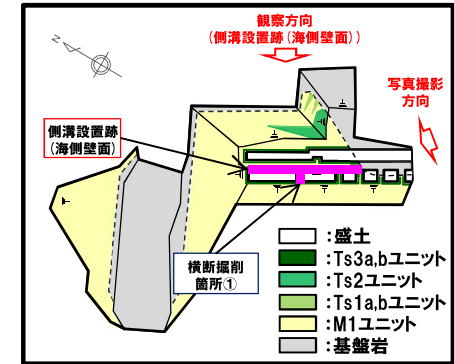 観察方向
(側溝設置跡(海側壁面))
N
写真撮影
方向
側溝設置跡
(海側壁面)
横断掘削
箇所①
:盛土
:Ts3a,bユニット
:Ts2ユニット
:Ts1a,bユニット
:M1ユニット
:基盤岩